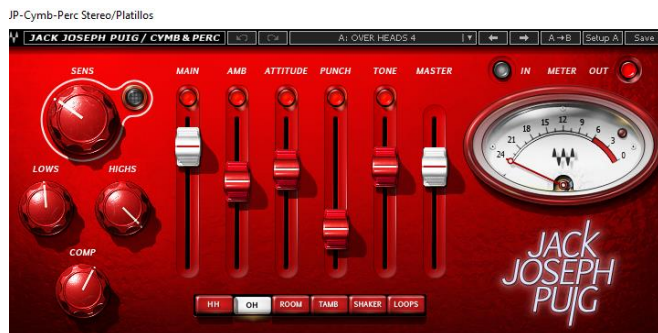 JP-Cymb-Perc Stereo/Platillos
JACK JOSEPH PUIG / CYMB & PERC A: OVER HEADS 4 A→B Setup A Save
SENS MAIN AMB ATTITUDE PUNCH TONE MASTER IN METER OUT
24 21 18 15 12 9 6 3 0
LOWS HIGHS
COMP
JACK
JOSEPH
PUIG
HH OH ROOM TAMB SHAKER LOOPS